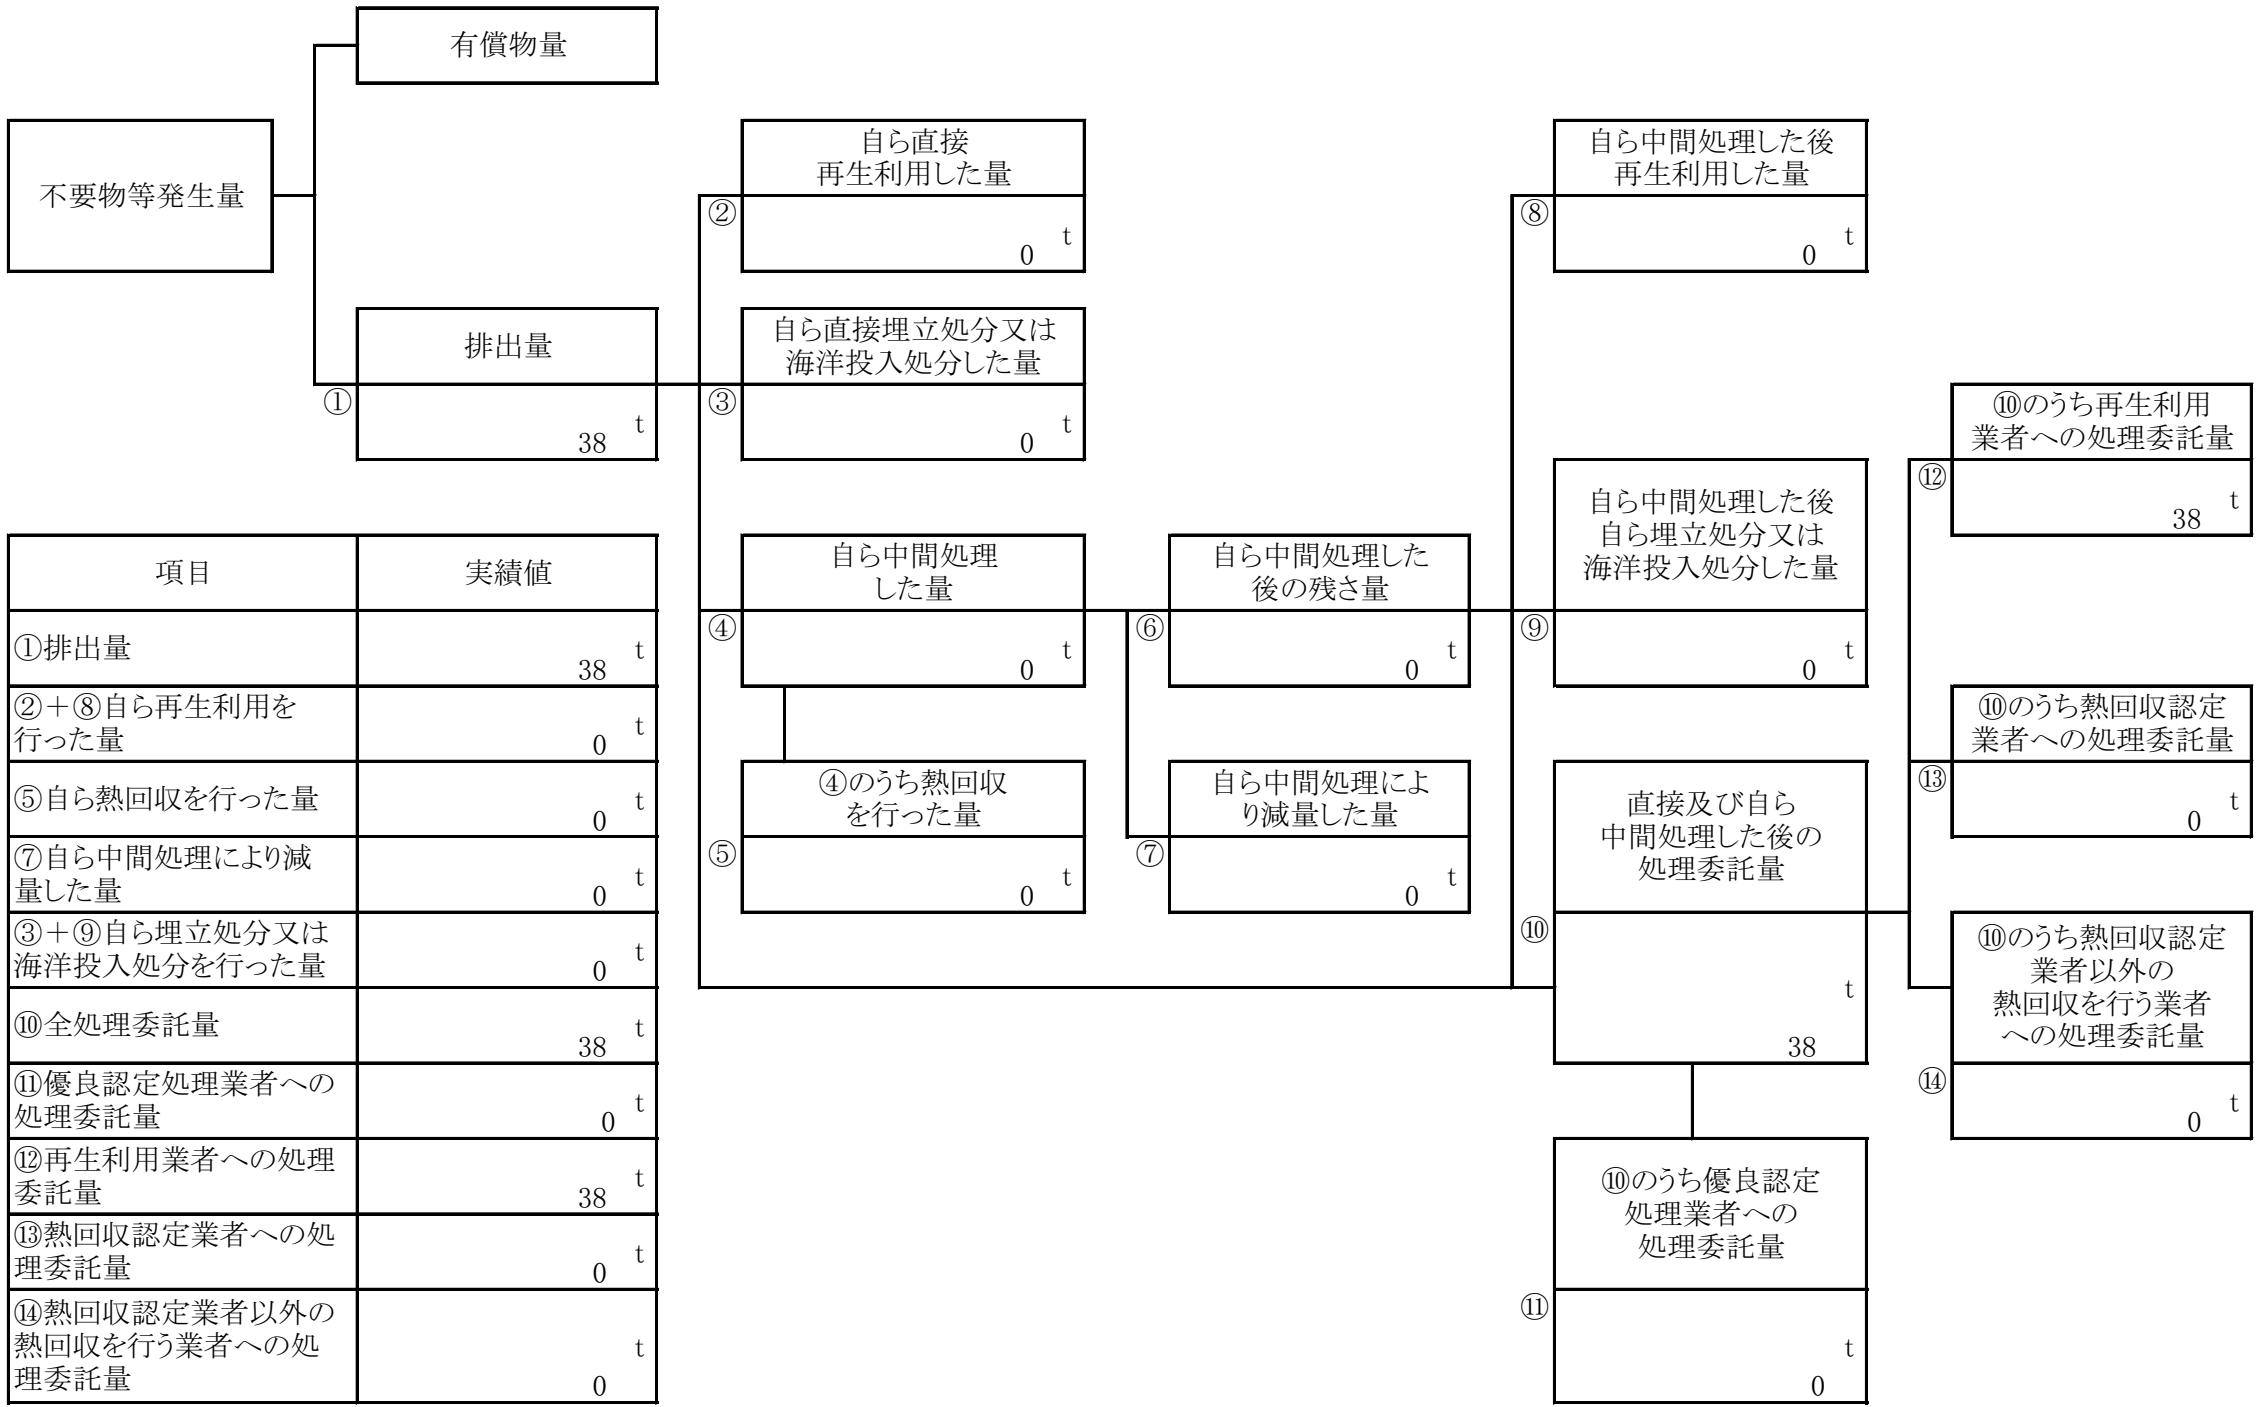 有償物量
不要物等発生量
排出量
①
38 t
自ら直接
再生利用した量
②
0 t
自ら直接埋立処分又は
海洋投入処分した量
③
0 t
自ら中間処理
した量
④
0 t
④のうち熱回収
を行った量
⑤
0 t
自ら中間処理した
後の残さ量
⑥
0 t
自ら中間処理によ
り減量した量
⑦
0 t
自ら中間処理した後
再生利用した量
⑧
0 t
自ら中間処理した後
自ら埋立処分又は
海洋投入処分した量
⑨
0 t
直接及び自ら
中間処理した後の
処理委託量
⑩
t
38
⑩のうち優良認定
処理業者への
処理委託量
⑪
t
0
⑩のうち再生利用
業者への処理委託量
⑫
38 t
⑩のうち熱回収認定
業者への処理委託量
⑬
0 t
⑩のうち熱回収認定
業者以外の
熱回収を行う業者
への処理委託量
⑭
0 t
項目 実績値
①排出量 38 t
②+⑧自ら再生利用を
行った量 0 t
⑤自ら熱回収を行った量 0 t
⑦自ら中間処理により減
量した量 0 t
③+⑨自ら埋立処分又は
海洋投入処分を行った量 0 t
⑩全処理委託量 38 t
⑪優良認定処理業者への
処理委託量 0 t
⑫再生利用業者への処理
委託量 38 t
⑬熱回収認定業者への処
理委託量 0 t
⑭熱回収認定業者以外の
熱回収を行う業者への処
理委託量 0 t